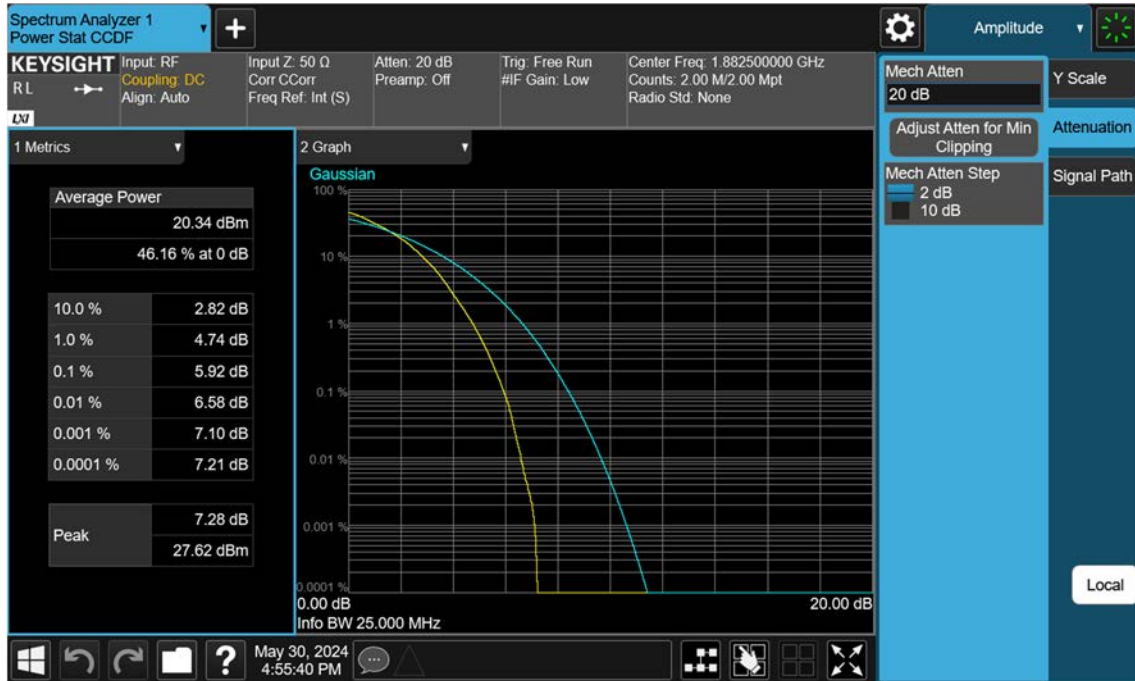 Spectrum Analyzer 1
Power Stat CCDF
Amplitude
KEYSIGHT
R L
LXI
Input: RF
Coupling: DC
Align: Auto
Input Z: 50 Ω
Corr CCorr
Freq Ref: Int (S)
Atten: 20 dB
Preamp: Off
Trig: Free Run
#IF Gain: Low
Center Freq: 1.882500000 GHz
Counts: 2.00 M/2.00 Mpt
Radio Std: None
Mech Atten
20 dB
Adjust Atten for Min
Clipping
Mech Atten Step
2 dB
10 dB
Y Scale
Attenuation
Signal Path
1 Metrics
Average Power
20.34 dBm
46.16 % at 0 dB
10.0 % 2.82 dB
1.0 % 4.74 dB
0.1 % 5.92 dB
0.01 % 6.58 dB
0.001 % 7.10 dB
0.0001 % 7.21 dB
Peak
7.28 dB
27.62 dBm
2 Graph
Gaussian
100 %
10 %
1 %
0.1 %
0.01 %
0.001 %
0.0001 %
0.00 dB 20.00 dB
Info BW 25.000 MHz
Local
?
May 30, 2024
4:55:40 PM